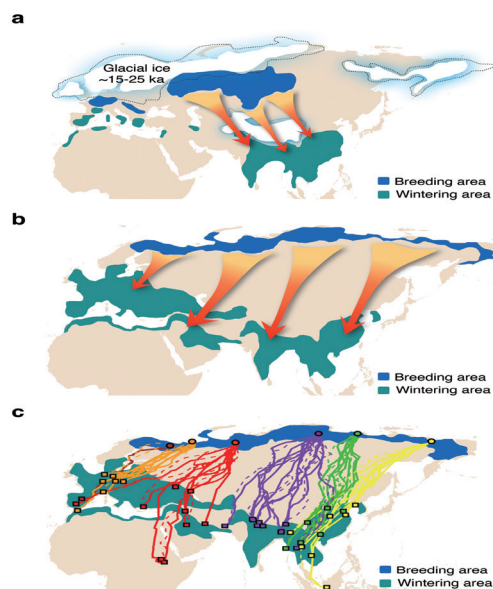 a
Glacial ice
~15-25 ka
Breeding area
Wintering area
b
Breeding area
Wintering area
c
Breeding area
Wintering area